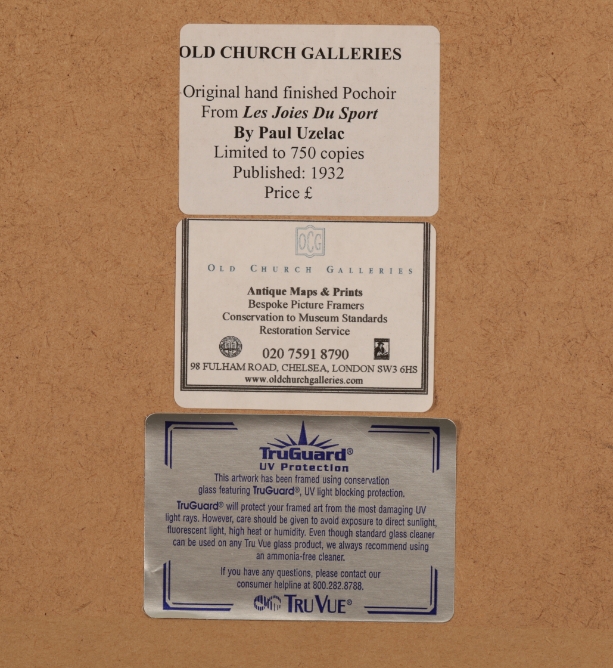 OLD CHURCH GALLERIES
Original hand finished Pochoir
From Les Joies Du Sport
By Paul Uzelac
Limited to 750 copies
Published: 1932
Price £
OCG
OLD CHURCH GALLERIES
Antique Maps & Prints
Bespoke Picture Framers
Conservation to Museum Standards
Restoration Service
020 7591 8790
98 FULHAM ROAD, CHELSEA, LONDON SW3 6HS
www.oldchurchgalleries.com
TruGuard®
UV Protection
This artwork has been framed using conservation
glass featuring TruGuard®, UV light blocking protection.
TruGuard® will protect your framed art from the most damaging UV
light rays. However, care should be given to avoid exposure to direct sunlight,
fluorescent light, high heat or humidity. Even though standard glass cleaner
can be used on any Tru Vue glass product, we always recommend using
an ammonia-free cleaner.
If you have any questions, please contact our
consumer helpline at 800.282.8788.
TRU VUE®